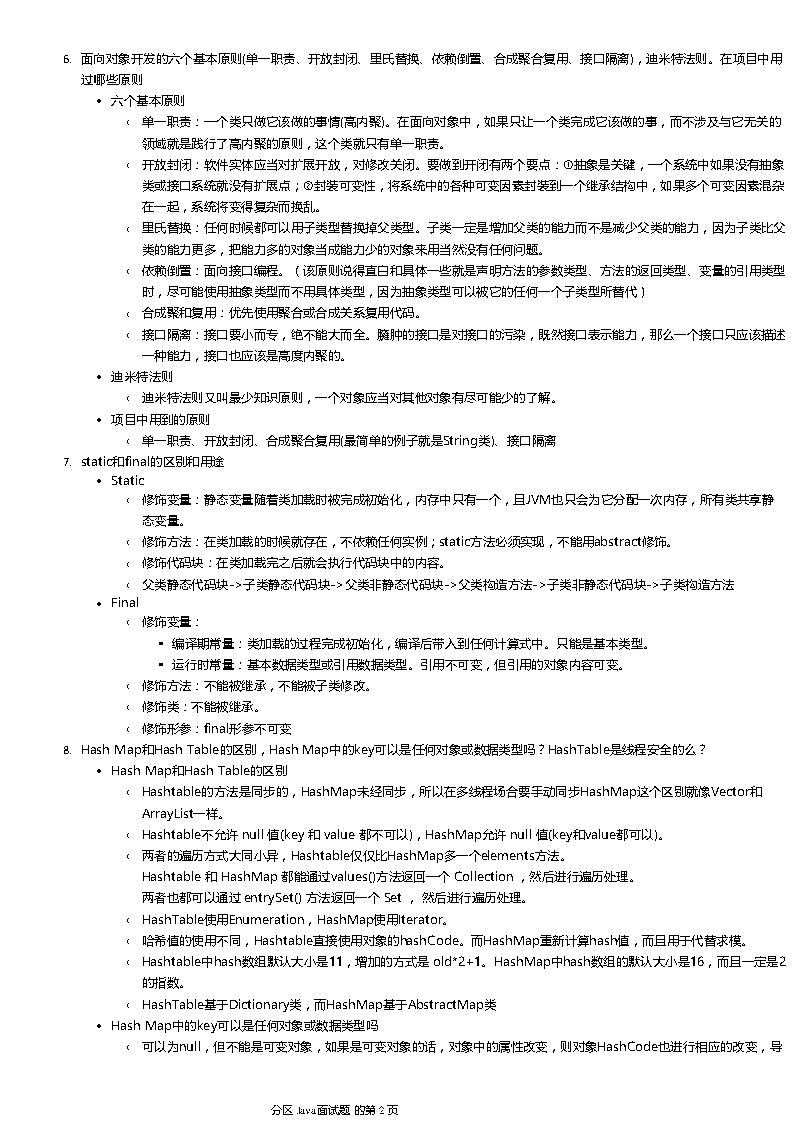 6. 面向对象开发的六个基本原则(单一职责、开放封闭、里氏替换、依赖倒置、合成聚合复用、接口隔离)，迪米特法则。在项目中用
过哪些原则
• 六个基本原则
‹ 单一职责：一个类只做它该做的事情(高内聚)。在面向对象中，如果只让一个类完成它该做的事，而不涉及与它无关的
领域就是践行了高内聚的原则，这个类就只有单一职责。
‹ 开放封闭：软件实体应当对扩展开放，对修改关闭。要做到开闭有两个要点：①抽象是关键，一个系统中如果没有抽象
类或接口系统就没有扩展点；②封装可变性，将系统中的各种可变因素封装到一个继承结构中，如果多个可变因素混杂
在一起，系统将变得复杂而换乱。
‹ 里氏替换：任何时候都可以用子类型替换掉父类型。子类一定是增加父类的能力而不是减少父类的能力，因为子类比父
类的能力更多，把能力多的对象当成能力少的对象来用当然没有任何问题。
‹ 依赖倒置：面向接口编程。（该原则说得直白和具体一些就是声明方法的参数类型、方法的返回类型、变量的引用类型
时，尽可能使用抽象类型而不用具体类型，因为抽象类型可以被它的任何一个子类型所替代）
‹ 合成聚和复用：优先使用聚合或合成关系复用代码。
‹ 接口隔离：接口要小而专，绝不能大而全。臃肿的接口是对接口的污染，既然接口表示能力，那么一个接口只应该描述
一种能力，接口也应该是高度内聚的。
• 迪米特法则
‹ 迪米特法则又叫最少知识原则，一个对象应当对其他对象有尽可能少的了解。
• 项目中用到的原则
‹ 单一职责、开放封闭、合成聚合复用(最简单的例子就是String类)、接口隔离
7. static和final的区别和用途
• Static
‹ 修饰变量：静态变量随着类加载时被完成初始化，内存中只有一个，且JVM也只会为它分配一次内存，所有类共享静
态变量。
‹ 修饰方法：在类加载的时候就存在，不依赖任何实例；static方法必须实现，不能用abstract修饰。
‹ 修饰代码块：在类加载完之后就会执行代码块中的内容。
‹ 父类静态代码块->子类静态代码块->父类非静态代码块->父类构造方法->子类非静态代码块->子类构造方法
• Final
‹ 修饰变量：
▪ 编译期常量：类加载的过程完成初始化，编译后带入到任何计算式中。只能是基本类型。
▪ 运行时常量：基本数据类型或引用数据类型。引用不可变，但引用的对象内容可变。
‹ 修饰方法：不能被继承，不能被子类修改。
‹ 修饰类：不能被继承。
‹ 修饰形参：final形参不可变
8. Hash Map和Hash Table的区别，Hash Map中的key可以是任何对象或数据类型吗？HashTable是线程安全的么？
• Hash Map和Hash Table的区别
‹ Hashtable的方法是同步的，HashMap未经同步，所以在多线程场合要手动同步HashMap这个区别就像Vector和
ArrayList一样。
‹ Hashtable不允许 null 值(key 和 value 都不可以)，HashMap允许 null 值(key和value都可以)。
‹ 两者的遍历方式大同小异，Hashtable仅仅比HashMap多一个elements方法。
Hashtable 和 HashMap 都能通过values()方法返回一个 Collection ，然后进行遍历处理。
两者也都可以通过 entrySet() 方法返回一个 Set ， 然后进行遍历处理。
‹ HashTable使用Enumeration，HashMap使用Iterator。
‹ 哈希值的使用不同，Hashtable直接使用对象的hashCode。而HashMap重新计算hash值，而且用于代替求模。
‹ Hashtable中hash数组默认大小是11，增加的方式是 old*2+1。HashMap中hash数组的默认大小是16，而且一定是2
的指数。
‹ HashTable基于Dictionary类，而HashMap基于AbstractMap类
• Hash Map中的key可以是任何对象或数据类型吗
‹ 可以为null，但不能是可变对象，如果是可变对象的话，对象中的属性改变，则对象HashCode也进行相应的改变，导
分区 Java面试题 的第 2 页